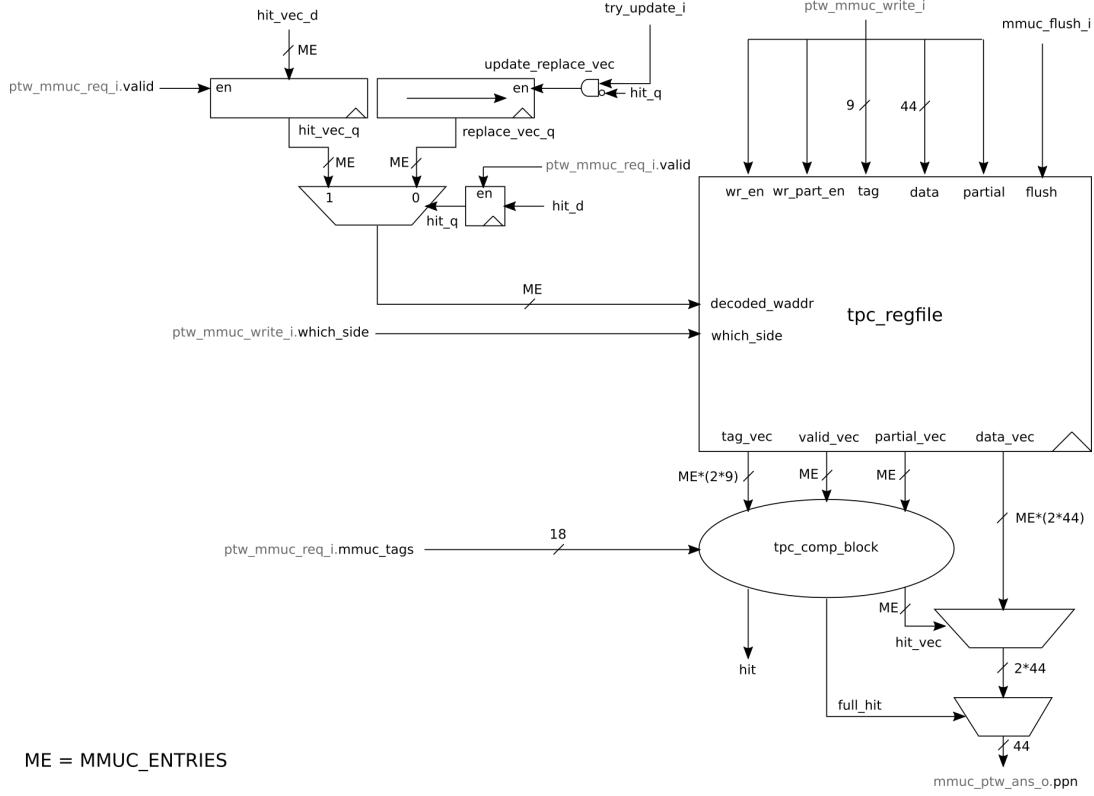 hit_vec_d
try_update_i
ptw_mmuc_write_i
mmuc_flush_i
ME
update_replace_vec
ptw_mmuc_req_i.valid
en
en
hit_q
9
44
hit_vec_q
replace_vec_q
ME
ME
ptw_mmuc_req_i.valid
1
0
en
hit_d
hit_q
wr_en
wr_part_en
tag
data
partial
flush
ME
decoded_waddr
tpc_regfile
ptw_mmuc_write_i.which_side
which_side
tag_vec
valid_vec
partial_vec
data_vec
ME*(2*9)
ME
ME
ME*(2*44)
18
ptw_mmuc_req_i.mmuc_tags
tpc_comp_block
ME
hit_vec
hit
2*44
full_hit
44
ME = MMUC_ENTRIES
mmuc_ptw_ans_o.ppn